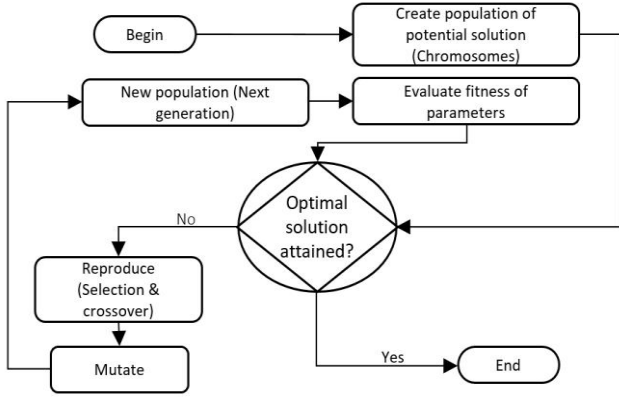 Begin
Create population of
potential solution
(Chromosomes)
New population (Next
generation)
Evaluate fitness of
parameters
Optimal
solution
attained?
No
Reproduce
(Selection &
crossover)
Mutate
Yes
End